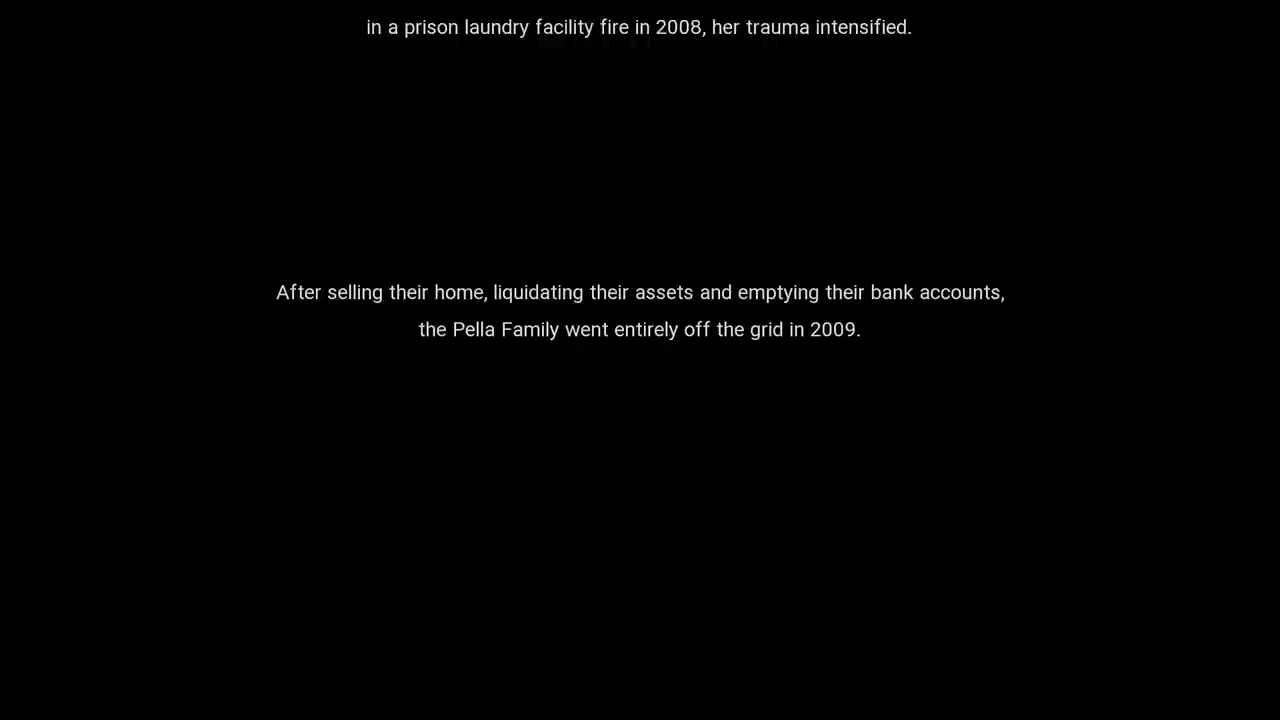 in a prison laundry facility fire in 2008, her trauma intensified.
After selling their home, liquidating their assets and emptying their bank accounts,
the Pella Family went entirely off the grid in 2009.